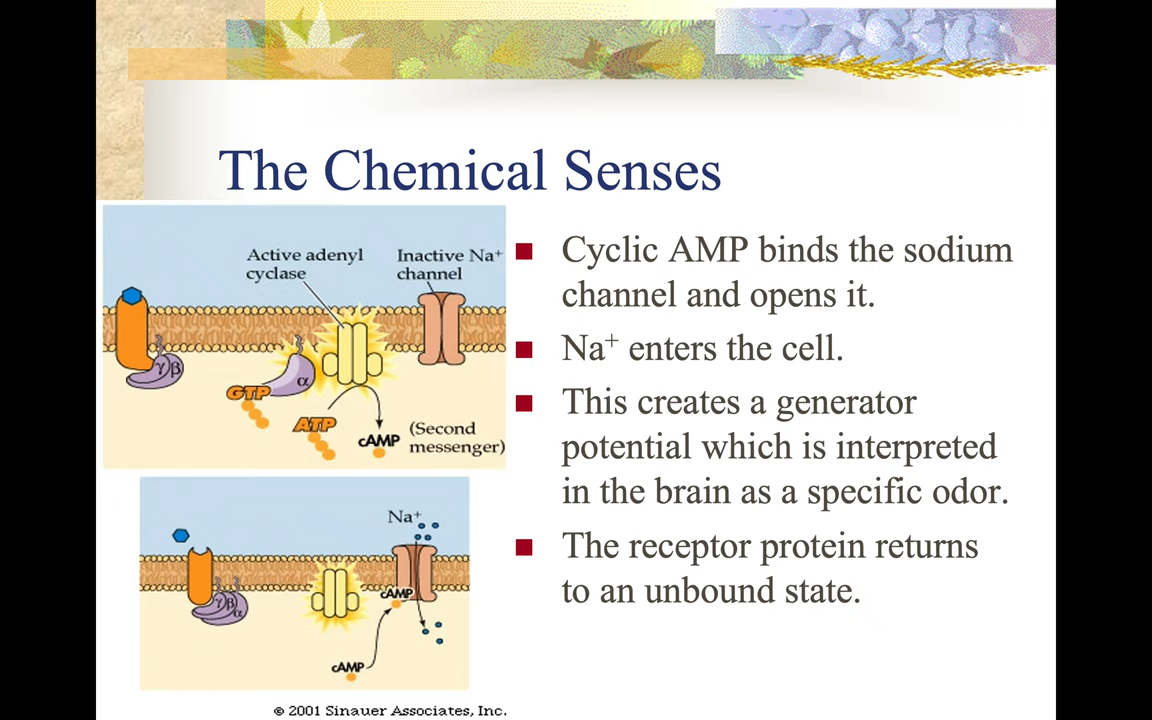 The Chemical Senses
Active adenyl
cyclase
Inactive Na⁺
channel
γ β
α
GTP
ATP
cAMP
(Second
messenger)
Na⁺
γ β α
cAMP
cAMP
© 2001 Sinauer Associates, Inc.
Cyclic AMP binds the sodium
channel and opens it.
Na⁺ enters the cell.
This creates a generator
potential which is interpreted
in the brain as a specific odor.
The receptor protein returns
to an unbound state.